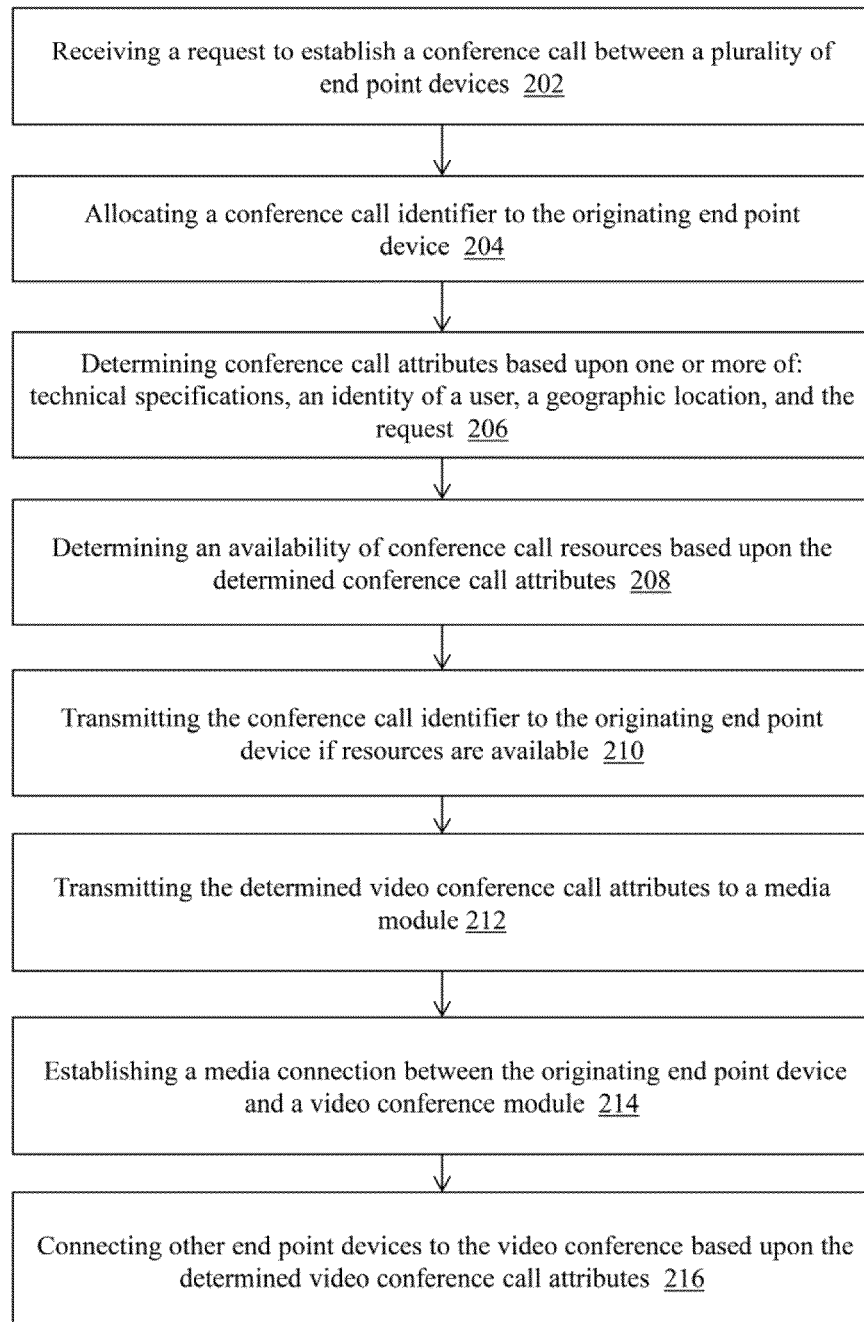 Receiving a request to establish a conference call between a plurality of
end point devices 202
Allocating a conference call identifier to the originating end point
device 204
Determining conference call attributes based upon one or more of:
technical specifications, an identity of a user, a geographic location, and the
request 206
Determining an availability of conference call resources based upon the
determined conference call attributes 208
Transmitting the conference call identifier to the originating end point
device if resources are available 210
Transmitting the determined video conference call attributes to a media
module 212
Establishing a media connection between the originating end point device
and a video conference module 214
Connecting other end point devices to the video conference based upon the
determined video conference call attributes 216